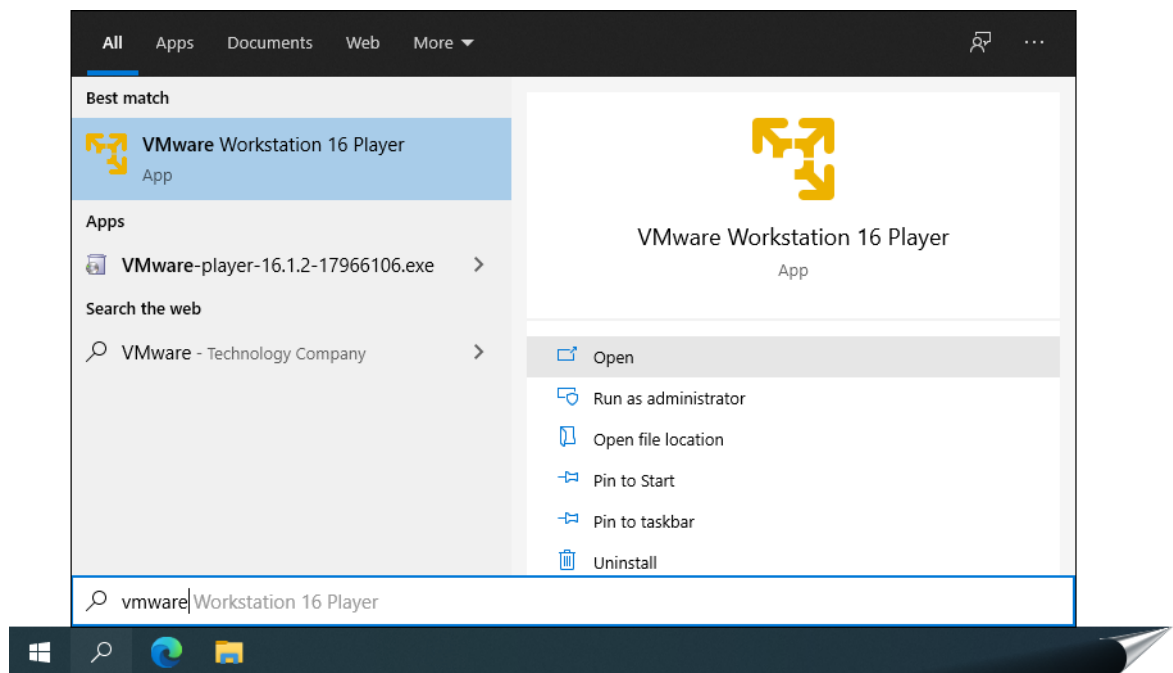 All Apps Documents Web More
Best match
VMware Workstation 16 Player
App
Apps
VMware-player-16.1.2-17966106.exe
Search the web
VMware - Technology Company
VMware Workstation 16 Player
App
Open
Run as administrator
Open file location
Pin to Start
Pin to taskbar
Uninstall
vmware Workstation 16 Player